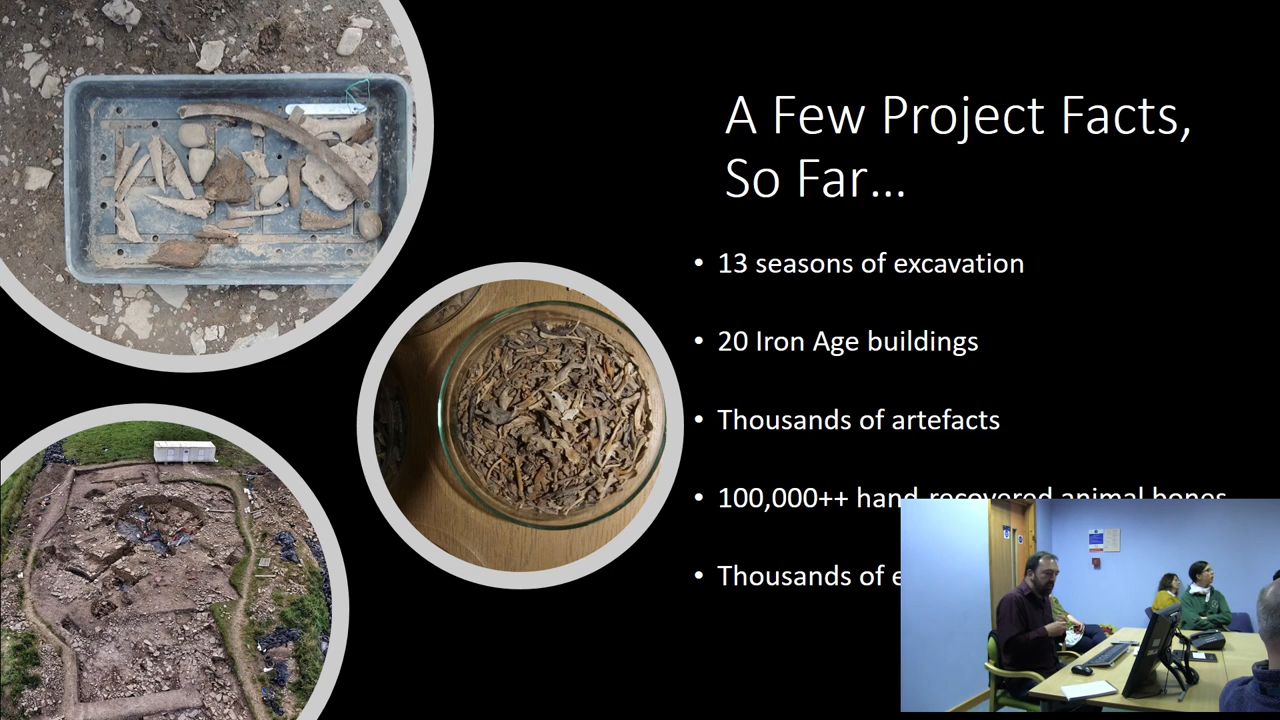 A Few Project Facts,
So Far...
• 13 seasons of excavation
• 20 Iron Age buildings
• Thousands of artefacts
• 100,000++ hand-recovered animal bones
• Thousands of